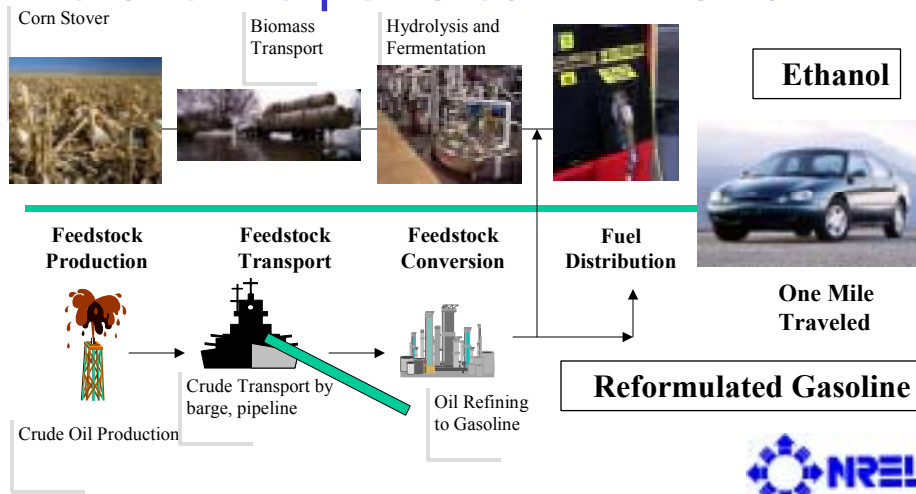 Corn Stover
Biomass
Transport
Hydrolysis and
Fermentation
Ethanol
Feedstock
Production
Feedstock
Transport
Feedstock
Conversion
Fuel
Distribution
One Mile
Traveled
Crude Transport by
barge, pipeline
Oil Refining
to Gasoline
Reformulated Gasoline
Crude Oil Production
NREL